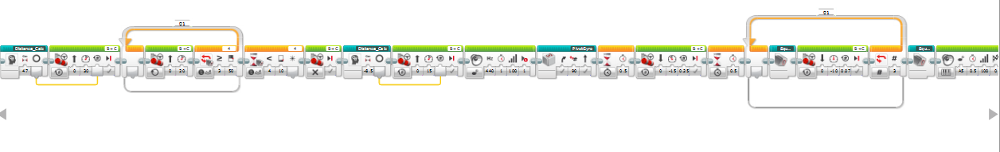 01
01
Distance_Calc
B+C
B+C
4
4
B+C
Distance_Calc
B+C
PivotGyro
B+C
Squ...
B+C
Squ...
47
0 20
0 20
3 50
4 10
-8.5
0 15
440 1 100 1
90
0.5
0 -15 0.25
0.5
0 -10 0.07
3
A5 0.5 100 0